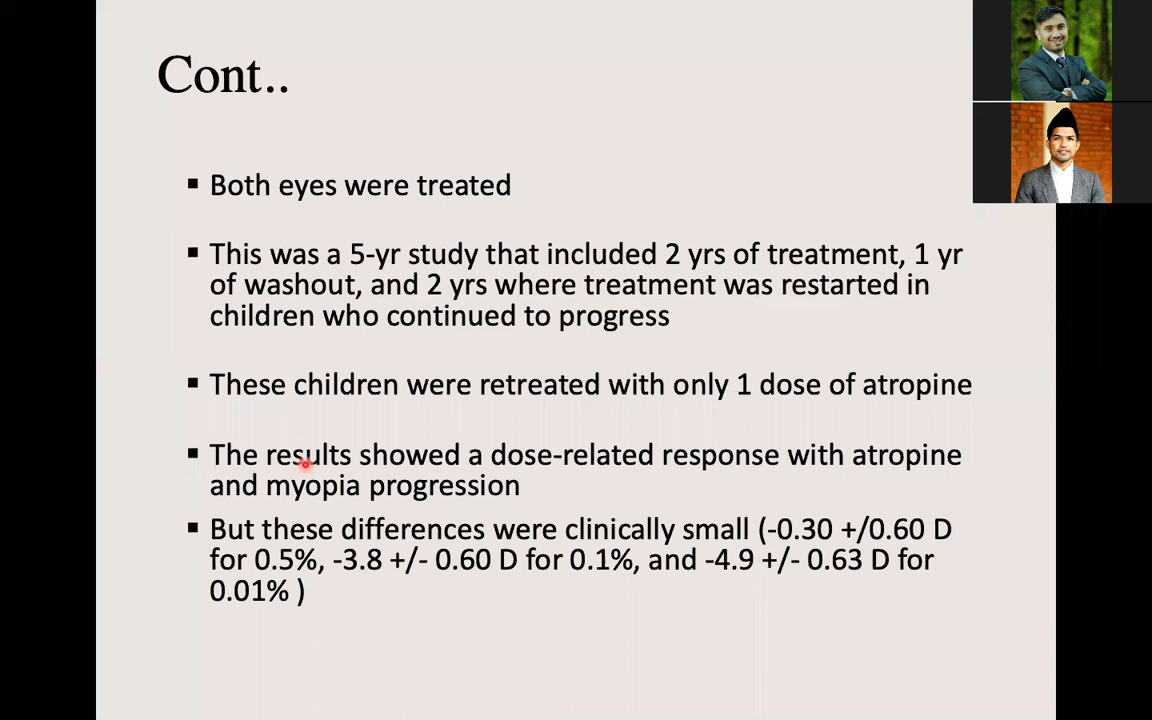 Cont..
Both eyes were treated
This was a 5-yr study that included 2 yrs of treatment, 1 yr
of washout, and 2 yrs where treatment was restarted in
children who continued to progress
These children were retreated with only 1 dose of atropine
The results showed a dose-related response with atropine
and myopia progression
But these differences were clinically small (-0.30 +/0.60 D
for 0.5%, -3.8 +/- 0.60 D for 0.1%, and -4.9 +/- 0.63 D for
0.01% )